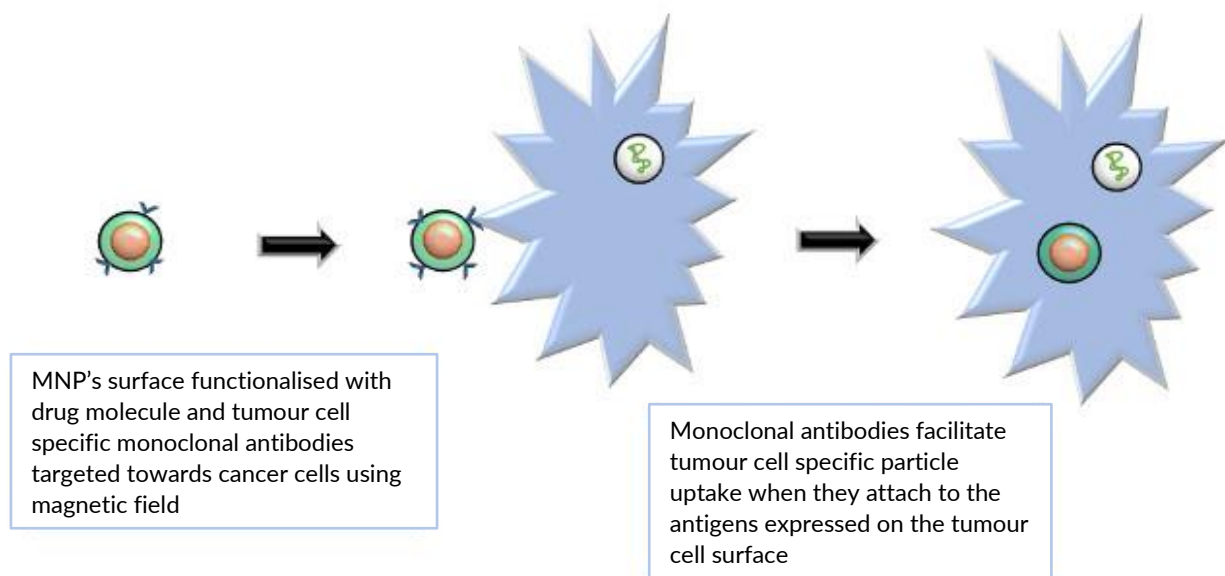 MNP's surface functionalised with
drug molecule and tumour cell
specific monoclonal antibodies
targeted towards cancer cells using
magnetic field
Monoclonal antibodies facilitate
tumour cell specific particle
uptake when they attach to the
antigens expressed on the tumour
cell surface